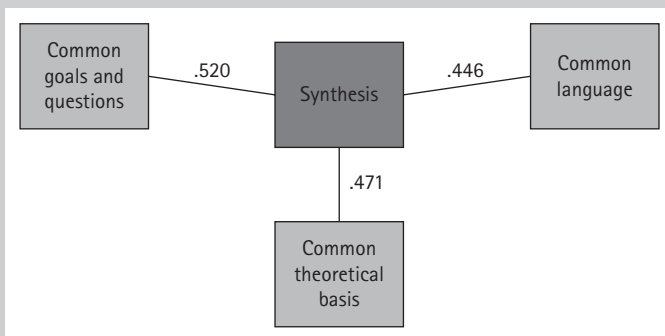 Common
goals and
questions
.520
Synthesis
.446
Common
language
.471
Common
theoretical
basis